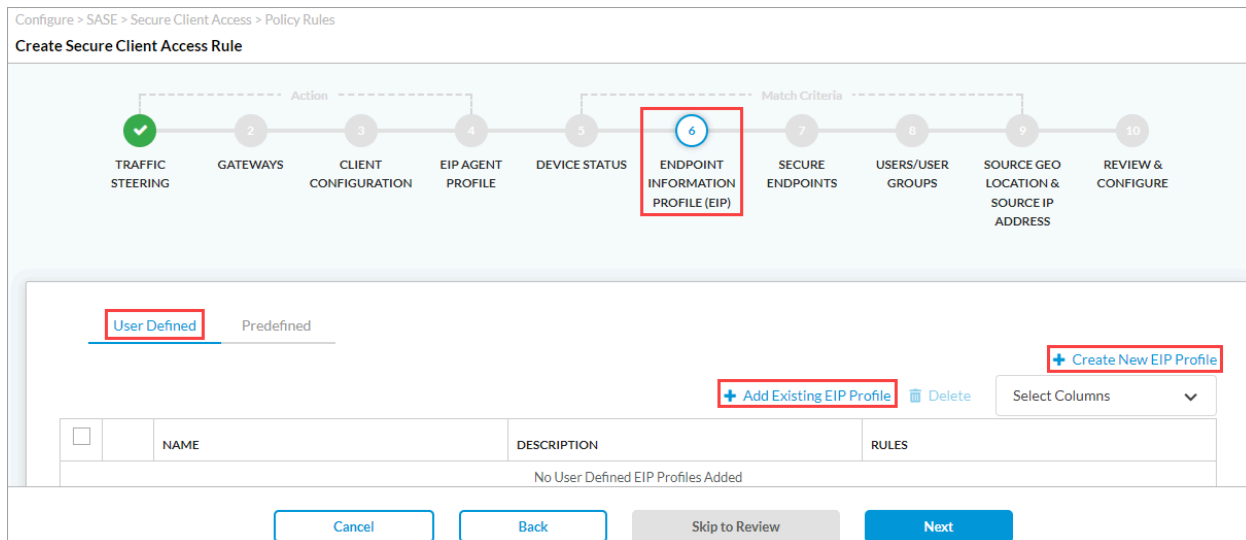 Configure > SASE > Secure Client Access > Policy Rules
Create Secure Client Access Rule
Action
Match Criteria
2
3
4
5
6
7
8
9
10
TRAFFIC
STEERING
GATEWAYS
CLIENT
CONFIGURATION
EIP AGENT
PROFILE
DEVICE STATUS
ENDPOINT
INFORMATION
PROFILE (EIP)
SECURE
ENDPOINTS
USERS/USER
GROUPS
SOURCE GEO
LOCATION &
SOURCE IP
ADDRESS
REVIEW &
CONFIGURE
User Defined
Predefined
+ Create New EIP Profile
+ Add Existing EIP Profile
Delete
Select Columns
NAME
DESCRIPTION
RULES
No User Defined EIP Profiles Added
Cancel
Back
Skip to Review
Next